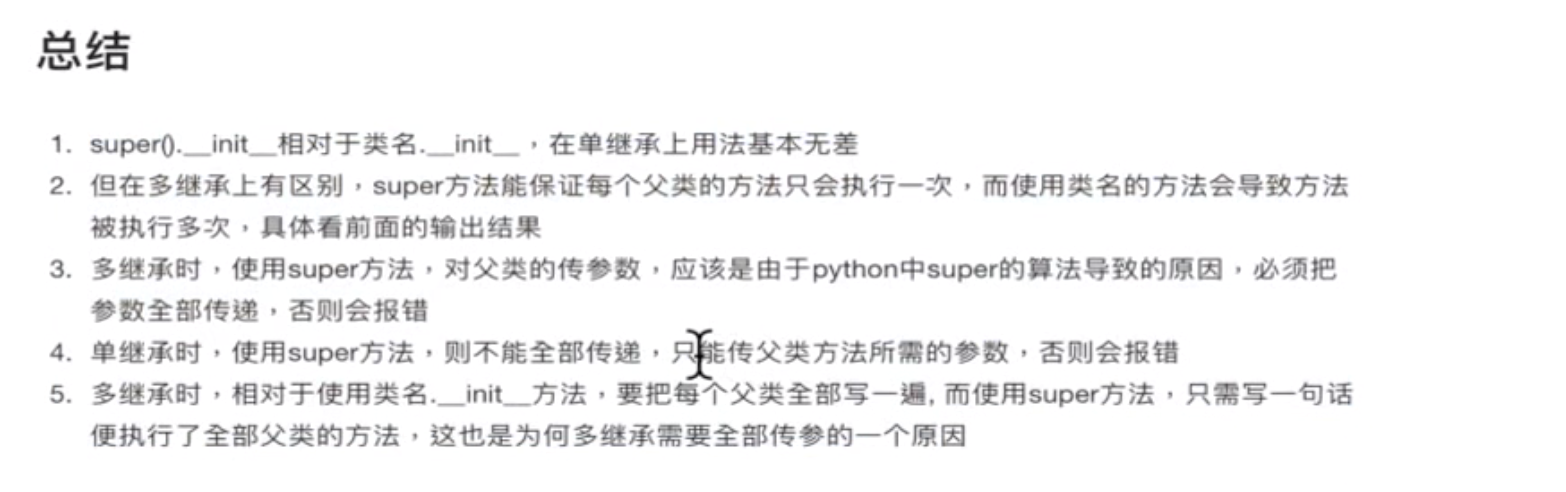 总结
1. super().__init__相对于类名.__init__，在单继承上用法基本无差
2. 但在多继承上有区别，super方法能保证每个父类的方法只会执行一次，而使用类名的方法会导致方法
被执行多次，具体看前面的输出结果
3. 多继承时，使用super方法，对父类的传参数，应该是由于python中super的算法导致的原因，必须把
参数全部传递，否则会报错
4. 单继承时，使用super方法，则不能全部传递，只能传父类方法所需的参数，否则会报错
5. 多继承时，相对于使用类名.__init__方法，要把每个父类全部写一遍, 而使用super方法，只需写一句话
便执行了全部父类的方法，这也是为何多继承需要全部传参的一个原因